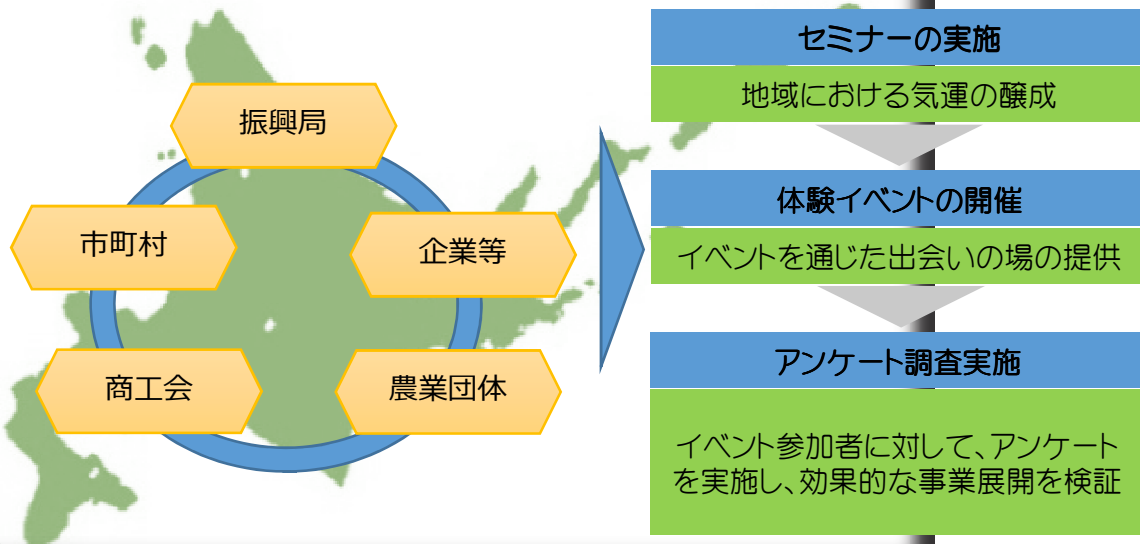 振興局
市町村
企業等
商工会
農業団体
セミナーの実施
地域における気運の醸成
体験イベントの開催
イベントを通じた出会いの場の提供
アンケート調査実施
イベント参加者に対して、アンケート
を実施し、効果的な事業展開を検証